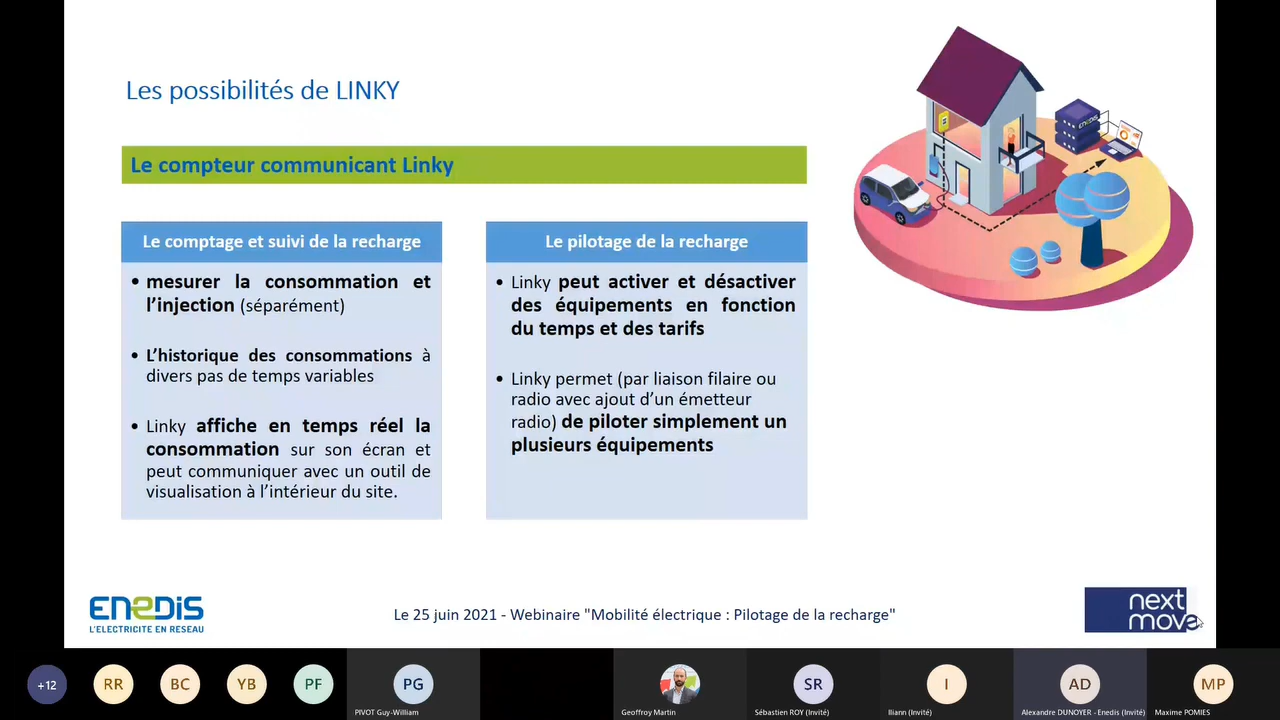 Les possibilités de LINKY
Le compteur communicant Linky
Le comptage et suivi de la recharge
• mesurer la consommation et
l'injection (séparément)
• L'historique des consommations à
divers pas de temps variables
• Linky affiche en temps réel la
consommation sur son écran et
peut communiquer avec un outil de
visualisation à l'intérieur du site.
Le pilotage de la recharge
• Linky peut activer et désactiver
des équipements en fonction
du temps et des tarifs
• Linky permet (par liaison filaire ou
radio avec ajout d'un émetteur
radio) de piloter simplement un
plusieurs équipements
ENEDIS
ENEDIS
L'ELECTRICITE EN RESEAU
Le 25 juin 2021 - Webinaire "Mobilité électrique : Pilotage de la recharge"
next
move
+12
RR
BC
YB
PF
PG
PIVOT Guy-William
Geoffroy Martin
SR
Sébastien ROY (Invité)
I
Iliann (Invité)
AD
Alexandre DUNOYER - Enedis (Invité)
MP
Maxime POMIES